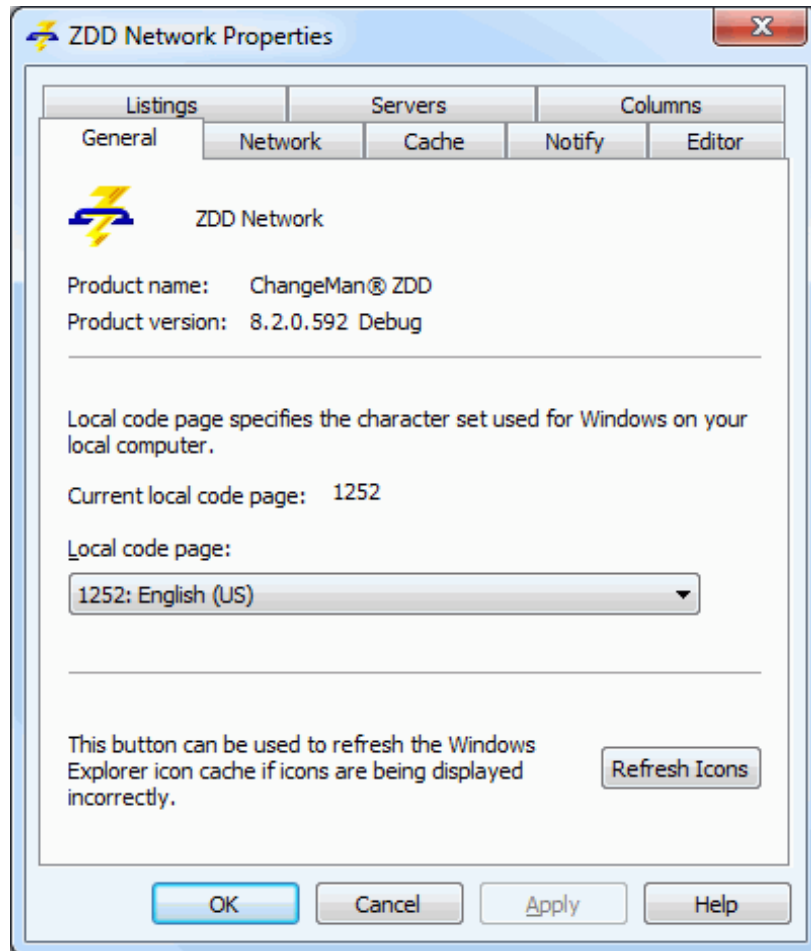 ZDD Network Properties
Listings Servers Columns
General Network Cache Notify Editor
ZDD Network
Product name: ChangeMan® ZDD
Product version: 8.2.0.592 Debug
Local code page specifies the character set used for Windows on your
local computer.
Current local code page: 1252
Local code page:
1252: English (US)
This button can be used to refresh the Windows
Explorer icon cache if icons are being displayed
incorrectly.
Refresh Icons
OK Cancel Apply Help